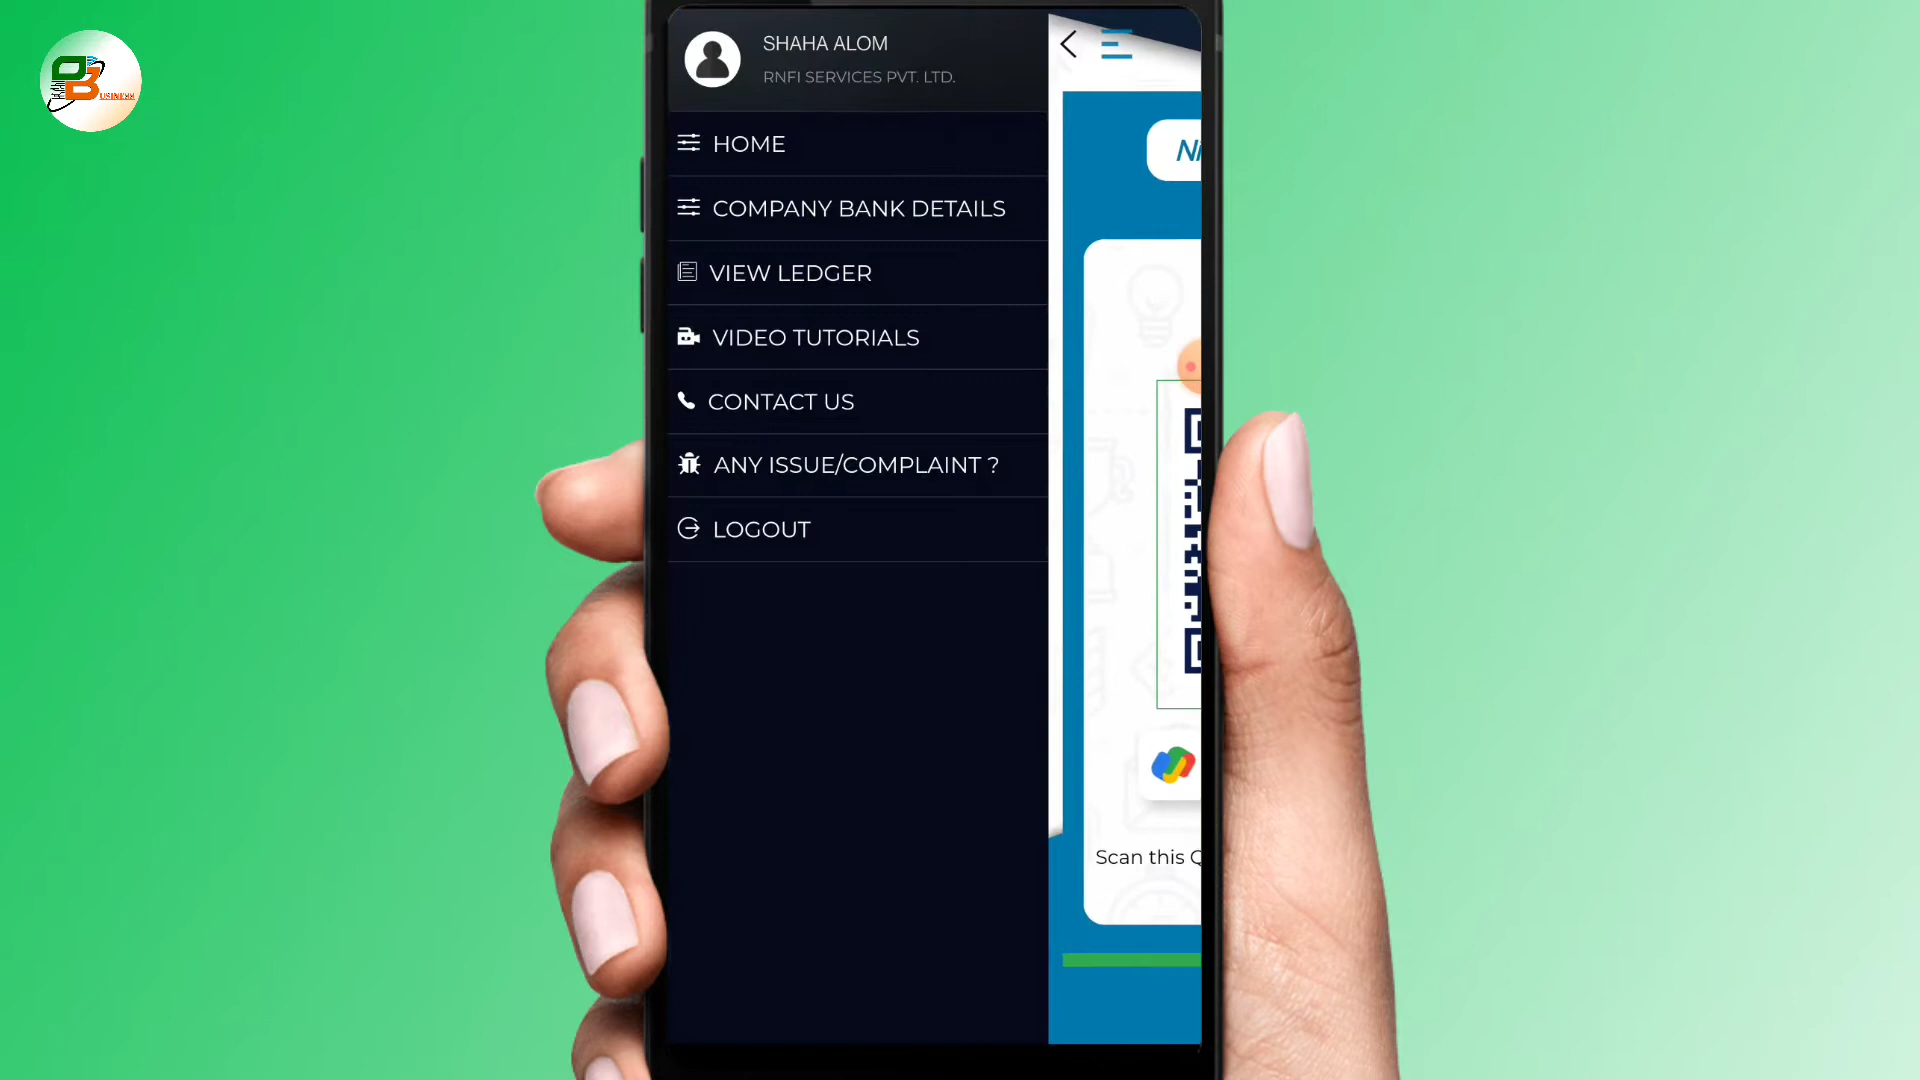 SHAHA ALOM
RNFI SERVICES PVT. LTD.
HOME
COMPANY BANK DETAILS
VIEW LEDGER
VIDEO TUTORIALS
CONTACT US
ANY ISSUE/COMPLAINT ?
LOGOUT
Scan this